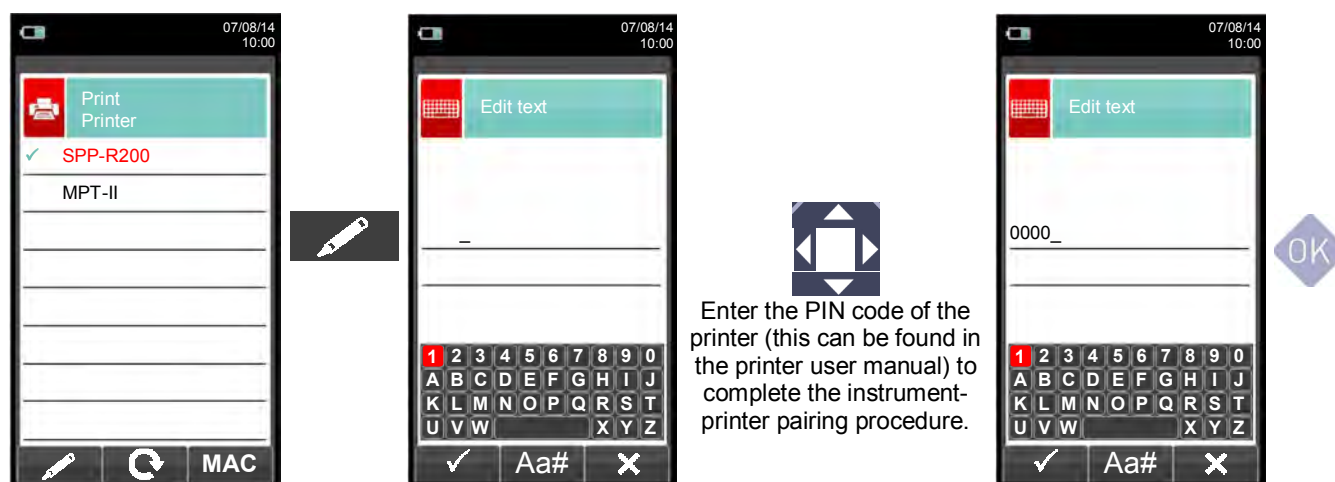 07/08/14
10:00
Print
Printer
✓ SPP-R200
MPT-II
MAC
07/08/14
10:00
Edit text
_
1 2 3 4 5 6 7 8 9 0
A B C D E F G H I J
K L M N O P Q R S T
U V W X Y Z
✓ Aa# X
Enter the PIN code of the
printer (this can be found in
the printer user manual) to
complete the instrument-
printer pairing procedure.
07/08/14
10:00
Edit text
0000_
1 2 3 4 5 6 7 8 9 0
A B C D E F G H I J
K L M N O P Q R S T
U V W X Y Z
✓ Aa# X
OK